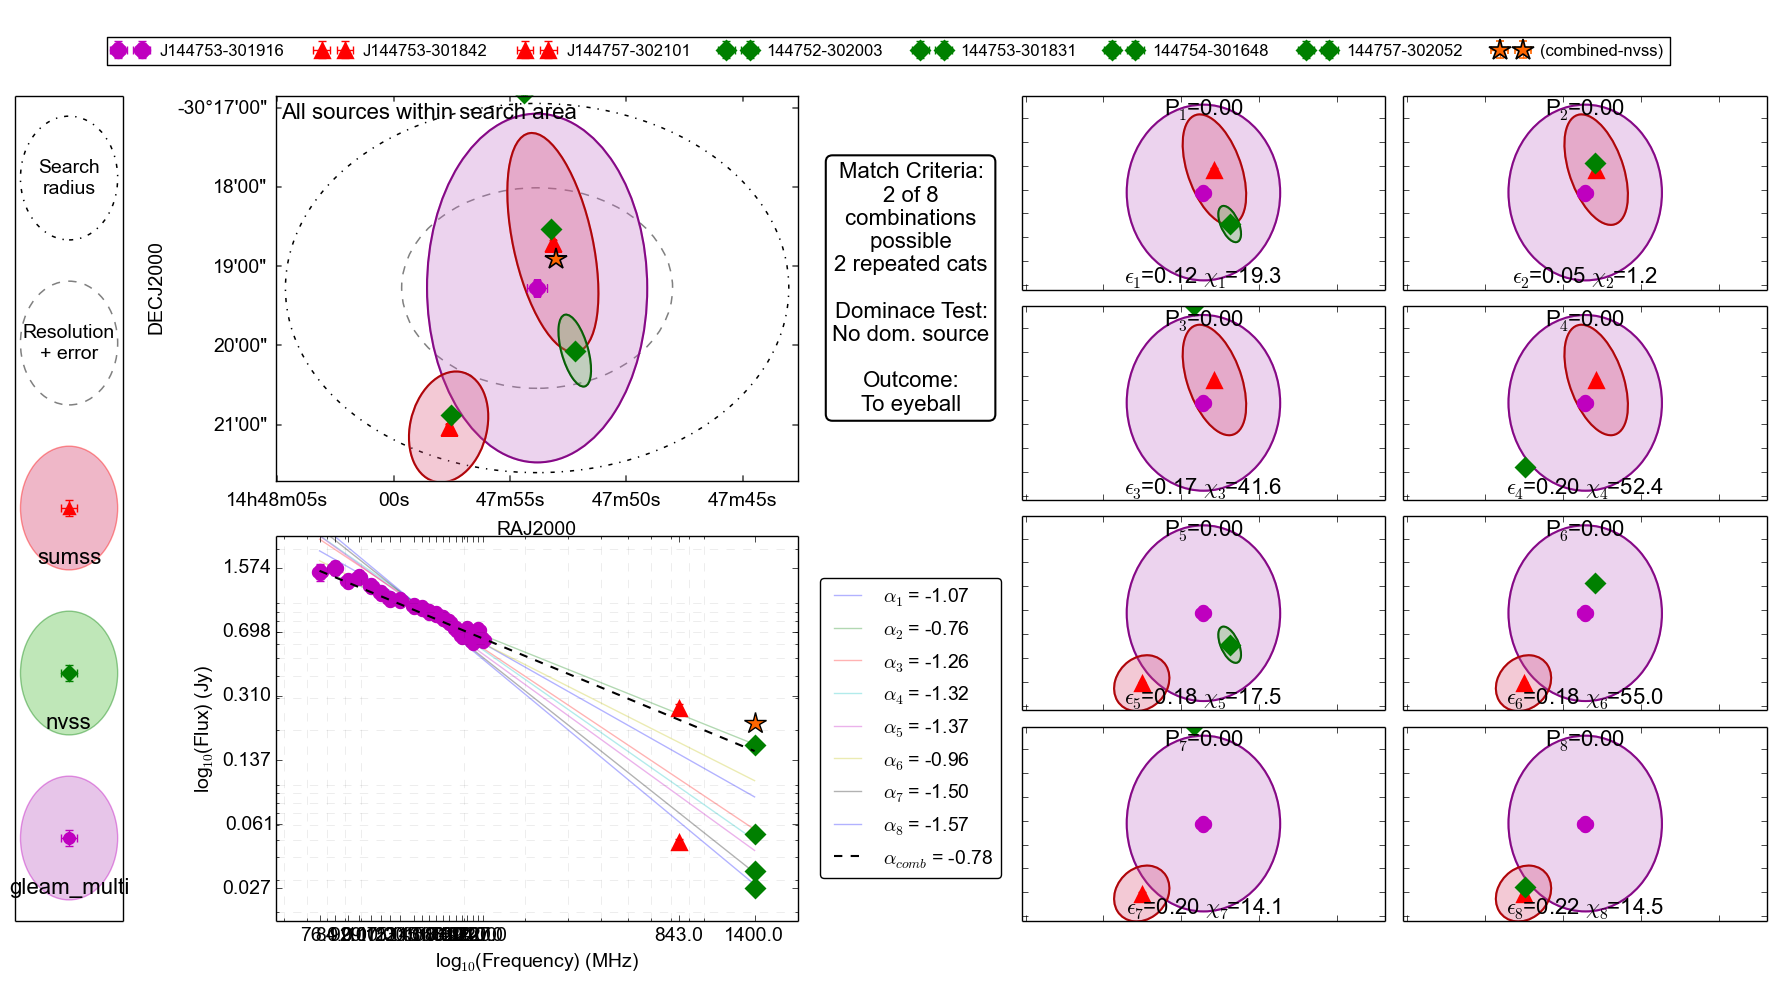 J144753-301916 J144753-301842 J144757-302101 144752-302003 144753-301831 144754-301648 144757-302052 (combined-nvss)
Search
radius
Resolution
+ error
sumss
nvss
gleam_multi
All sources within search area
DECJ2000
-30°17'00"
18'00"
19'00"
20'00"
21'00"
14h48m05s 00s 47m55s 47m50s 47m45s
RAJ2000
log10(Flux) (Jy)
1.574
0.698
0.310
0.137
0.061
0.027
843.0 1400.0
log10(Frequency) (MHz)
Match Criteria:
2 of 8
combinations
possible
2 repeated cats
Dominace Test:
No dom. source
Outcome:
To eyeball
α1 = -1.07
α2 = -0.76
α3 = -1.26
α4 = -1.32
α5 = -1.37
α6 = -0.96
α7 = -1.50
α8 = -1.57
αcomb = -0.78
P1=0.00
ϵ1=0.12 χ1=19.3
P2=0.00
ϵ2=0.05 χ2=1.2
P3=0.00
ϵ3=0.17 χ3=41.6
P4=0.00
ϵ4=0.20 χ4=52.4
P5=0.00
ϵ5=0.18 χ5=17.5
P6=0.00
ϵ6=0.18 χ6=55.0
P7=0.00
ϵ7=0.20 χ7=14.1
P8=0.00
ϵ8=0.22 χ8=14.5